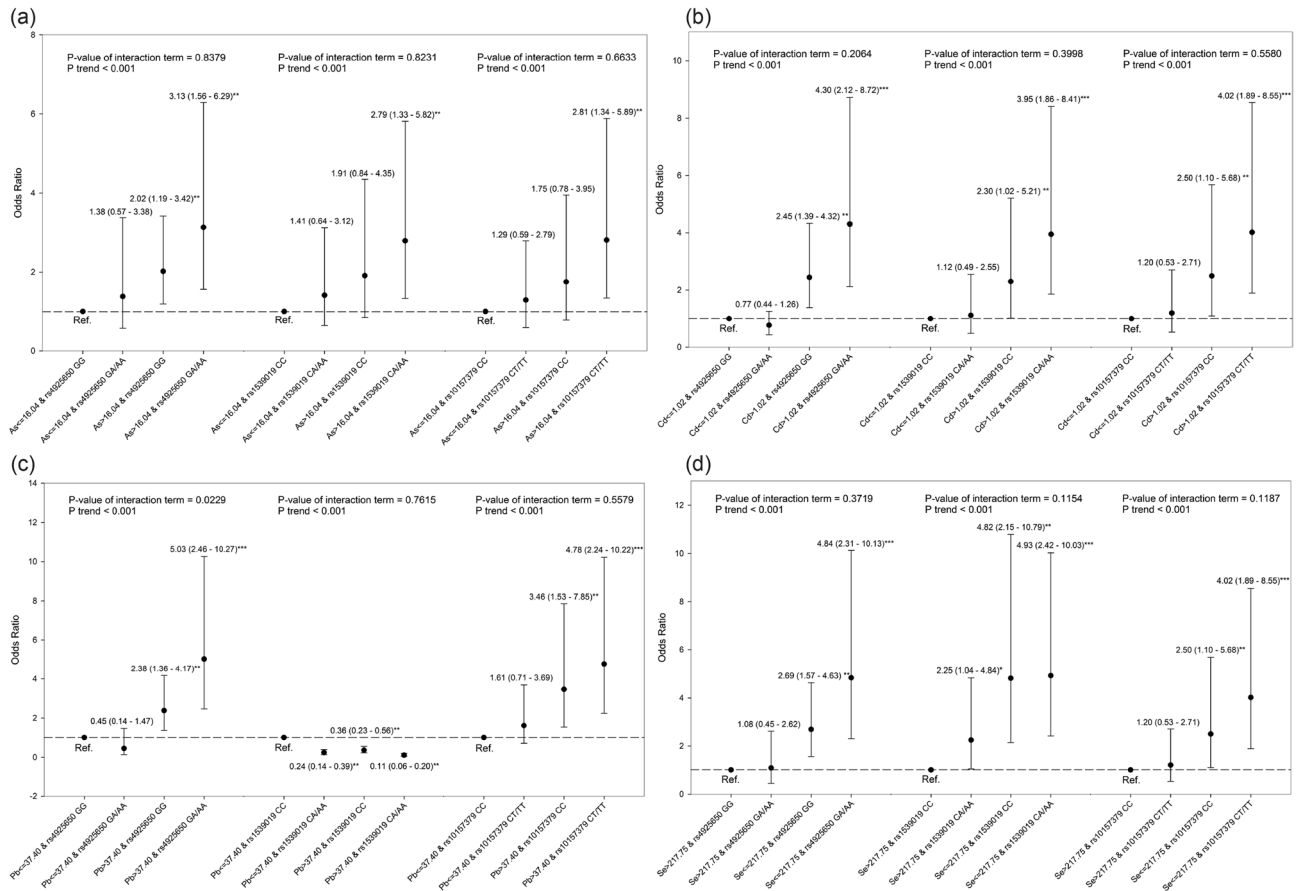 (a)
P-value of interaction term = 0.8379
P trend < 0.001
P-value of interaction term = 0.8231
P trend < 0.001
P-value of interaction term = 0.6633
P trend < 0.001
Odds Ratio
8
6
4
2
0
Ref.
1.38 (0.57 - 3.38)
2.02 (1.19 - 3.42)**
3.13 (1.56 - 6.29)**
Ref.
1.41 (0.64 - 3.12)
1.91 (0.84 - 4.35)
2.79 (1.33 - 5.82)**
Ref.
1.29 (0.59 - 2.79)
1.75 (0.78 - 3.95)
2.81 (1.34 - 5.89)**
As<=16.04 & rs4925650 GG
As<=16.04 & rs4925650 GA/AA
As>16.04 & rs4925650 GG
As>16.04 & rs4925650 GA/AA
As<=16.04 & rs1539019 CC
As<=16.04 & rs1539019 CA/AA
As>16.04 & rs1539019 CC
As>16.04 & rs1539019 CA/AA
As<=16.04 & rs10157379 CC
As<=16.04 & rs10157379 CT/TT
As>16.04 & rs10157379 CC
As>16.04 & rs10157379 CT/TT
(b)
P-value of interaction term = 0.2064
P trend < 0.001
P-value of interaction term = 0.3998
P trend < 0.001
P-value of interaction term = 0.5580
P trend < 0.001
Odds Ratio
10
8
6
4
2
0
Ref.
0.77 (0.44 - 1.26)
2.45 (1.39 - 4.32) **
4.30 (2.12 - 8.72)***
Ref.
1.12 (0.49 - 2.55)
2.30 (1.02 - 5.21) **
3.95 (1.86 - 8.41)***
Ref.
1.20 (0.53 - 2.71)
2.50 (1.10 - 5.68) **
4.02 (1.89 - 8.55)***
Cd<=1.02 & rs4925650 GG
Cd<=1.02 & rs4925650 GA/AA
Cd>1.02 & rs4925650 GG
Cd>1.02 & rs4925650 GA/AA
Cd<=1.02 & rs1539019 CC
Cd<=1.02 & rs1539019 CA/AA
Cd>1.02 & rs1539019 CC
Cd>1.02 & rs1539019 CA/AA
Cd<=1.02 & rs10157379 CC
Cd<=1.02 & rs10157379 CT/TT
Cd>1.02 & rs10157379 CC
Cd>1.02 & rs10157379 CT/TT
(c)
P-value of interaction term = 0.0229
P trend < 0.001
P-value of interaction term = 0.7615
P trend < 0.001
P-value of interaction term = 0.5579
P trend < 0.001
Odds Ratio
14
12
10
8
6
4
2
0
-2
Ref.
0.45 (0.14 - 1.47)
2.38 (1.36 - 4.17)**
5.03 (2.46 - 10.27)***
Ref.
0.24 (0.14 - 0.39)**
0.36 (0.23 - 0.56)**
0.11 (0.06 - 0.20)**
Ref.
1.61 (0.71 - 3.69)
3.46 (1.53 - 7.85)**
4.78 (2.24 - 10.22)***
Pb<=37.40 & rs4925650 GG
Pb<=37.40 & rs4925650 GA/AA
Pb>37.40 & rs4925650 GG
Pb>37.40 & rs4925650 GA/AA
Pb<=37.40 & rs1539019 CC
Pb<=37.40 & rs1539019 CA/AA
Pb>37.40 & rs1539019 CC
Pb>37.40 & rs1539019 CA/AA
Pb<=37.40 & rs10157379 CC
Pb<=37.40 & rs10157379 CT/TT
Pb>37.40 & rs10157379 CC
Pb>37.40 & rs10157379 CT/TT
(d)
P-value of interaction term = 0.3719
P trend < 0.001
P-value of interaction term = 0.1154
P trend < 0.001
P-value of interaction term = 0.1187
P trend < 0.001
Odds Ratio
12
10
8
6
4
2
0
Ref.
1.08 (0.45 - 2.62)
2.69 (1.57 - 4.63) **
4.84 (2.31 - 10.13)***
Ref.
2.25 (1.04 - 4.84)*
4.82 (2.15 - 10.79)**
4.93 (2.42 - 10.03)***
Ref.
1.20 (0.53 - 2.71)
2.50 (1.10 - 5.68)**
4.02 (1.89 - 8.55)***
Se>217.75 & rs4925650 GG
Se>217.75 & rs4925650 GA/AA
Se<=217.75 & rs4925650 GG
Se<=217.75 & rs4925650 GA/AA
Se>217.75 & rs1539019 CC
Se>217.75 & rs1539019 CA/AA
Se<=217.75 & rs1539019 CC
Se<=217.75 & rs1539019 CA/AA
Se>217.75 & rs10157379 CC
Se>217.75 & rs10157379 CT/TT
Se<=217.75 & rs10157379 CC
Se<=217.75 & rs10157379 CT/TT